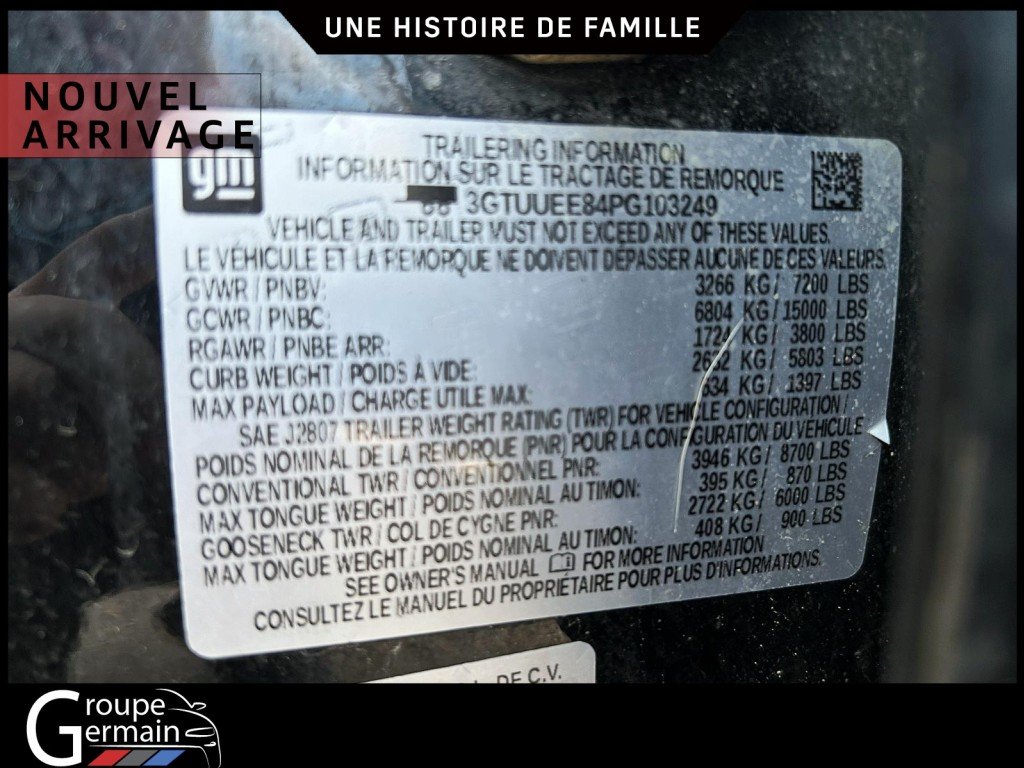 UNE HISTOIRE DE FAMILLE
NOUVEL
ARRIVAGE
gm
TRAILERING INFORMATION
INFORMATION SUR LE TRACTAGE DE REMORQUE
3GTUUEE84PG103249
VEHICLE AND TRAILER MUST NOT EXCEED ANY OF THESE VALUES.
LE VÉHICULE ET LA REMORQUE NE DOIVENT DÉPASSER AUCUNE DE CES VALEURS.
GVWR / PNBV: 3266 KG / 7200 LBS
GCWR / PNBC: 6804 KG / 15000 LBS
RGAWR / PNBE ARR: 1724 KG / 3800 LBS
CURB WEIGHT / POIDS À VIDE: 2632 KG / 5803 LBS
MAX PAYLOAD / CHARGE UTILE MAX: 634 KG / 1397 LBS
SAE J2807 TRAILER WEIGHT RATING (TWR) FOR VEHICLE CONFIGURATION /
POIDS NOMINAL DE LA REMORQUE (PNR) POUR LA CONFIGURATION DU VÉHICULE
CONVENTIONAL TWR / CONVENTIONNEL PNR: 3946 KG / 8700 LBS
MAX TONGUE WEIGHT / POIDS NOMINAL AU TIMON: 395 KG / 870 LBS
GOOSENECK TWR / COL DE CYGNE PNR: 2722 KG / 6000 LBS
MAX TONGUE WEIGHT / POIDS NOMINAL AU TIMON: 408 KG / 900 LBS
SEE OWNER'S MANUAL FOR MORE INFORMATION
CONSULTEZ LE MANUEL DU PROPRIÉTAIRE POUR PLUS D'INFORMATIONS.
DE C.V.
Groupe
Germain